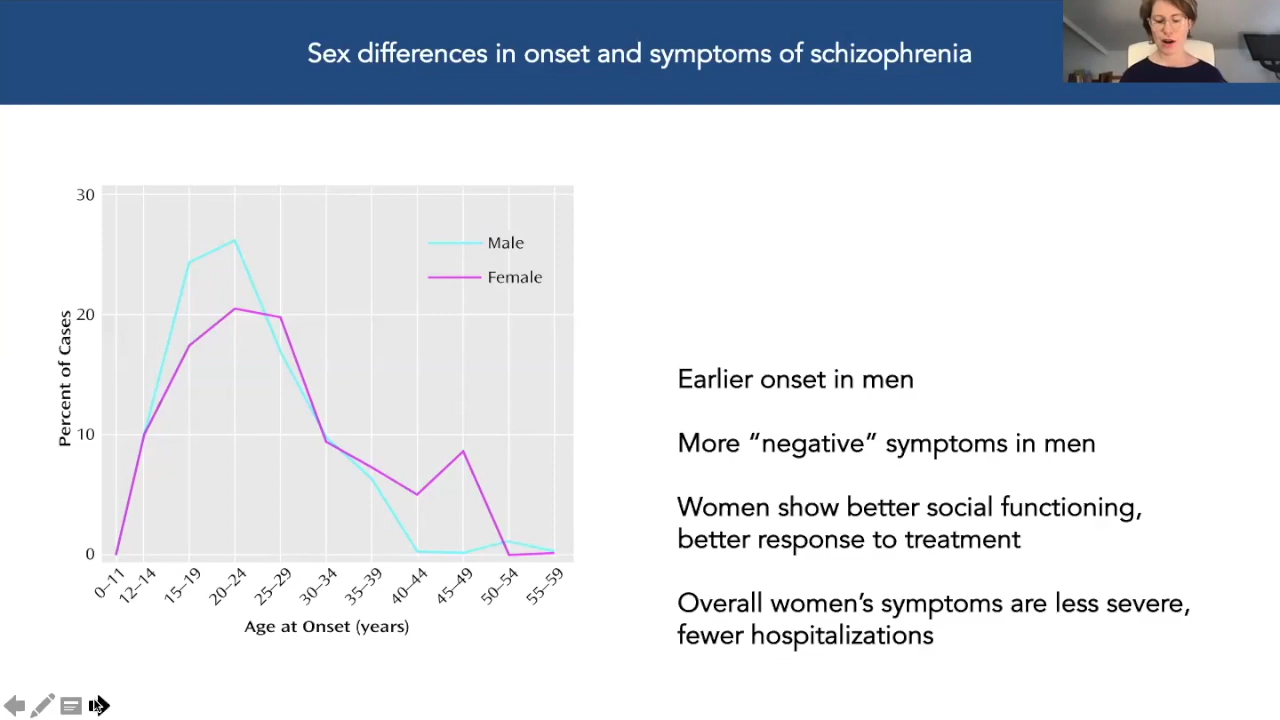 Sex differences in onset and symptoms of schizophrenia
30
20
10
0
Percent of Cases
Male
Female
0–11
12–14
15–19
20–24
25–29
30–34
35–39
40–44
45–49
50–54
55–59
Age at Onset (years)
Earlier onset in men
More “negative” symptoms in men
Women show better social functioning,
better response to treatment
Overall women’s symptoms are less severe,
fewer hospitalizations